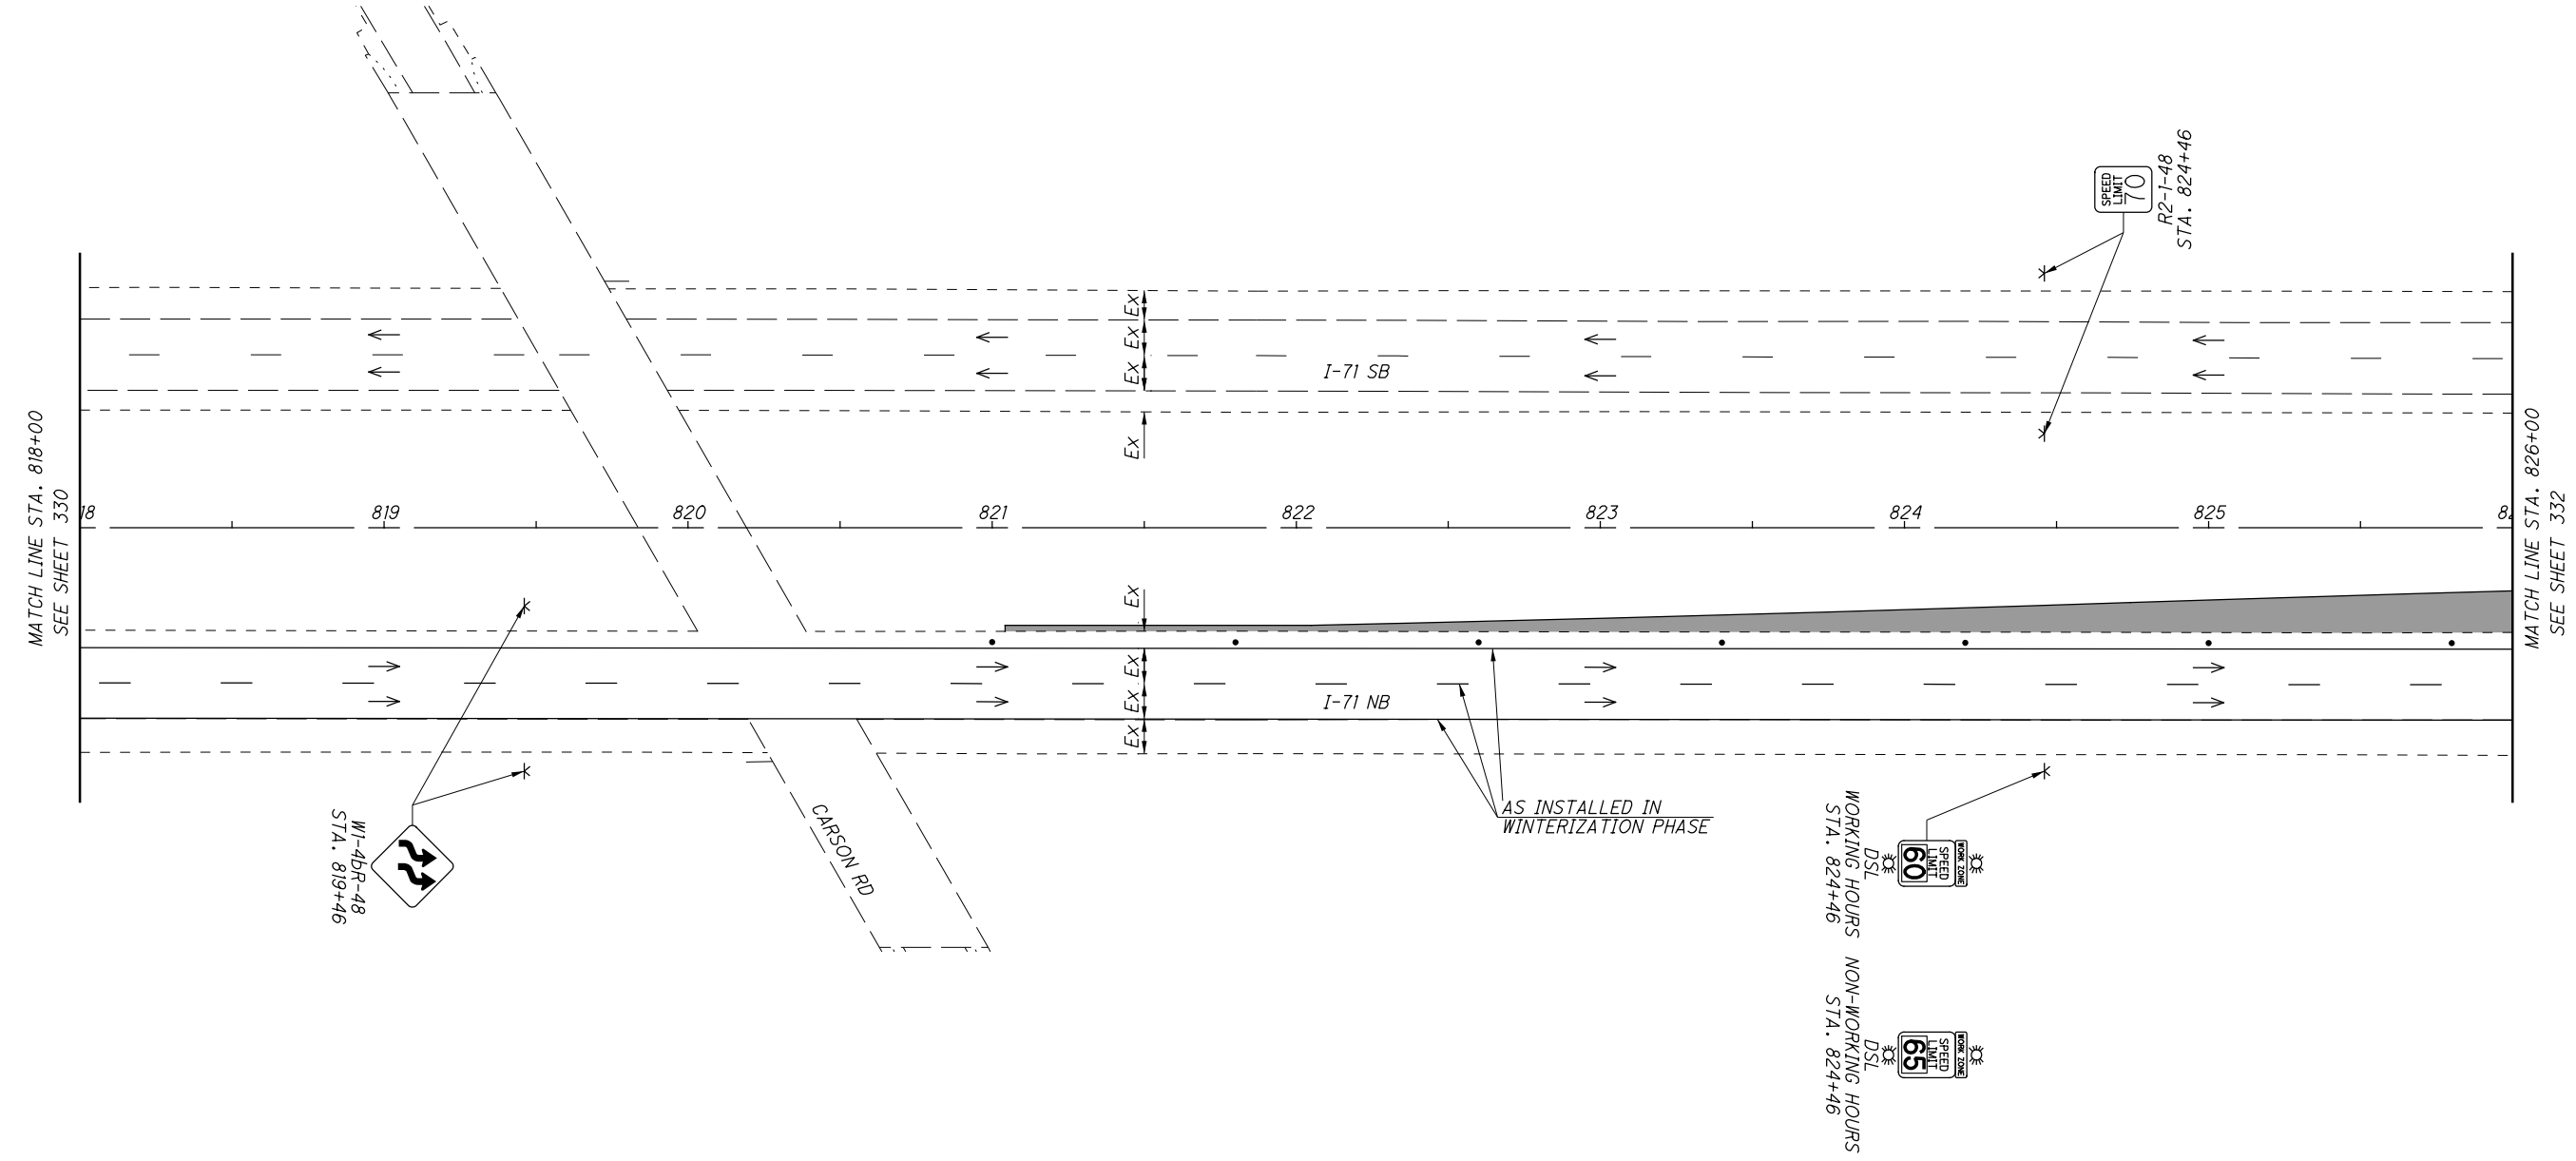 SPEED
LIMIT
70
R2-1-48
STA. 824+46
EX
EX
EX
EX
I-71 SB
MATCH LINE STA. 818+00
SEE SHEET 330
18
819
820
821
822
823
824
825
MATCH LINE STA. 826+00
SEE SHEET 332
EX
EX
EX
EX
I-71 NB
AS INSTALLED IN
WINTERIZATION PHASE
W1-4bR-48
STA. 819+46
CARSON RD
WORK ZONE
SPEED
LIMIT
60
DSL
WORKING HOURS
STA. 824+46
WORK ZONE
SPEED
LIMIT
65
DSL
NON-WORKING HOURS
STA. 824+46